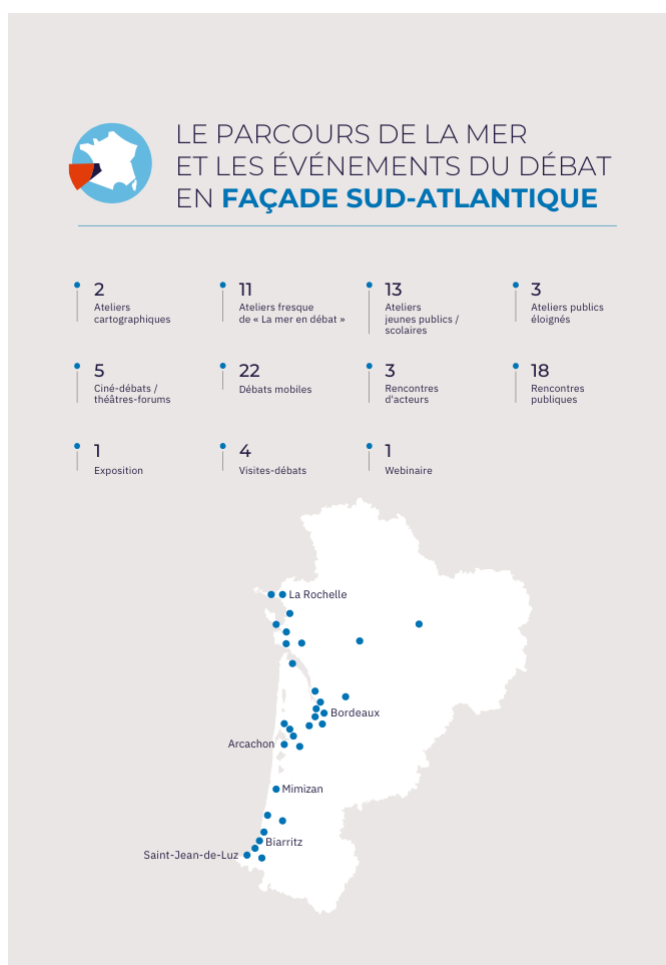 LE PARCOURS DE LA MER
ET LES ÉVÉNEMENTS DU DÉBAT
EN FAÇADE SUD-ATLANTIQUE
2
Ateliers
cartographiques
11
Ateliers fresque
de « La mer en débat »
13
Ateliers
jeunes publics /
scolaires
3
Ateliers publics
éloignés
5
Ciné-débats /
théâtres-forums
22
Débats mobiles
3
Rencontres
d'acteurs
18
Rencontres
publiques
1
Exposition
4
Visites-débats
1
Webinaire
La Rochelle
Bordeaux
Arcachon
Mimizan
Biarritz
Saint-Jean-de-Luz